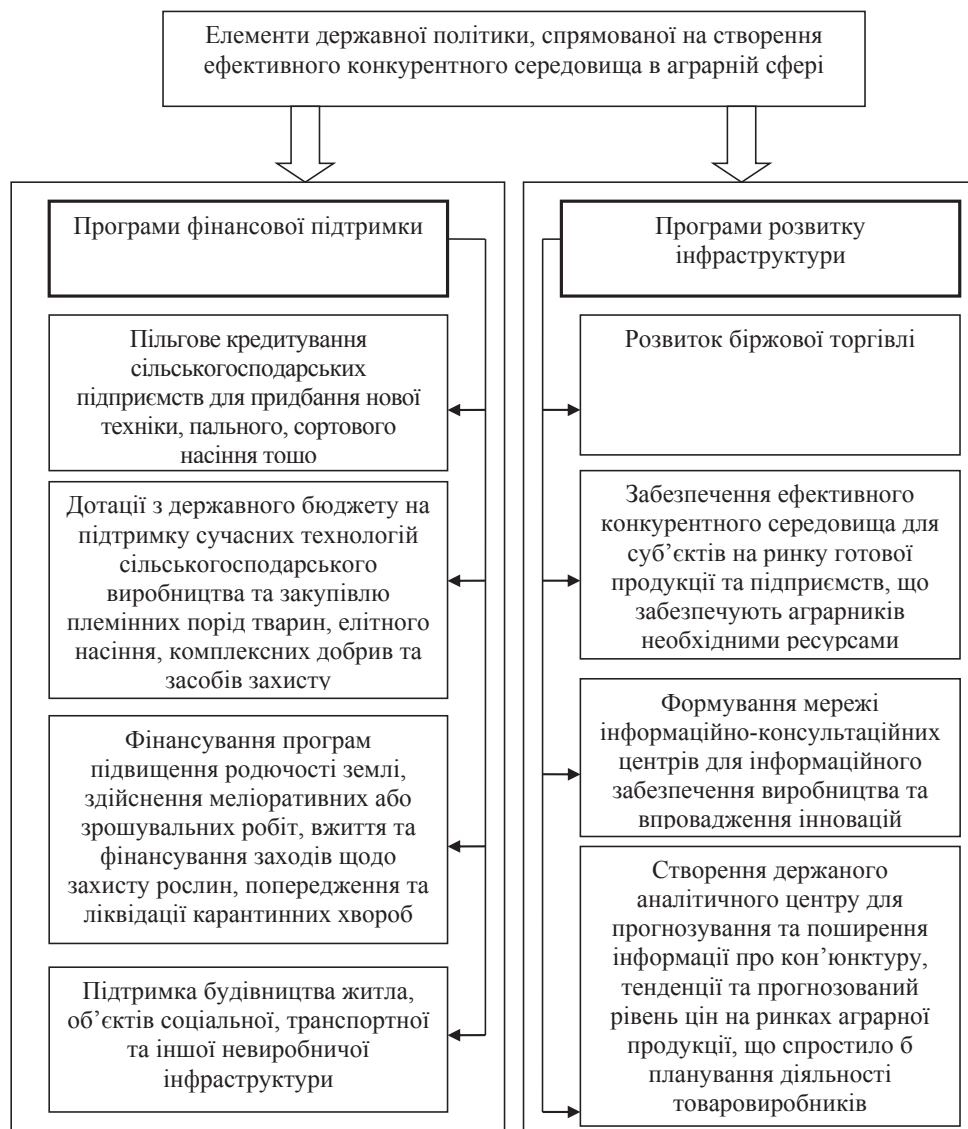 Елементи державної політики, спрямованої на створення
ефективного конкурентного середовища в аграрній сфері
Програми фінансової підтримки
Пільгове кредитування
сільськогосподарських
підприємств для придбання нової
техніки, пального, сортового
насіння тошо
Дотації з державного бюджету на
підтримку сучасних технологій
сільськогосподарського
виробництва та закупівлю
племінних порід тварин, елітного
насіння, комплексних добрив та
засобів захисту
Фінансування програм
підвищення родючості землі,
здійснення меліоративних або
зрошувальних робіт, вжиття та
фінансування заходів щодо
захисту рослин, попередження та
ліквідації карантинних хвороб
Підтримка будівництва житла,
об’єктів соціальної, транспортної
та іншої невиробничої
інфраструктури
Програми розвитку
інфраструктури
Розвиток біржової торгівлі
Забезпечення ефективного
конкурентного середовища для
суб’єктів на ринку готової
продукції та підприємств, що
забезпечують аграрників
необхідними ресурсами
Формування мережі
інформаційно-консультаційних
центрів для інформаційного
забезпечення виробництва та
впровадження інновацій
Створення держаного
аналітичного центру для
прогнозування та поширення
інформації про кон’юнктуру,
тенденції та прогнозований
рівень цін на ринках аграрної
продукції, що спростило б
планування діяльності
товаровиробників